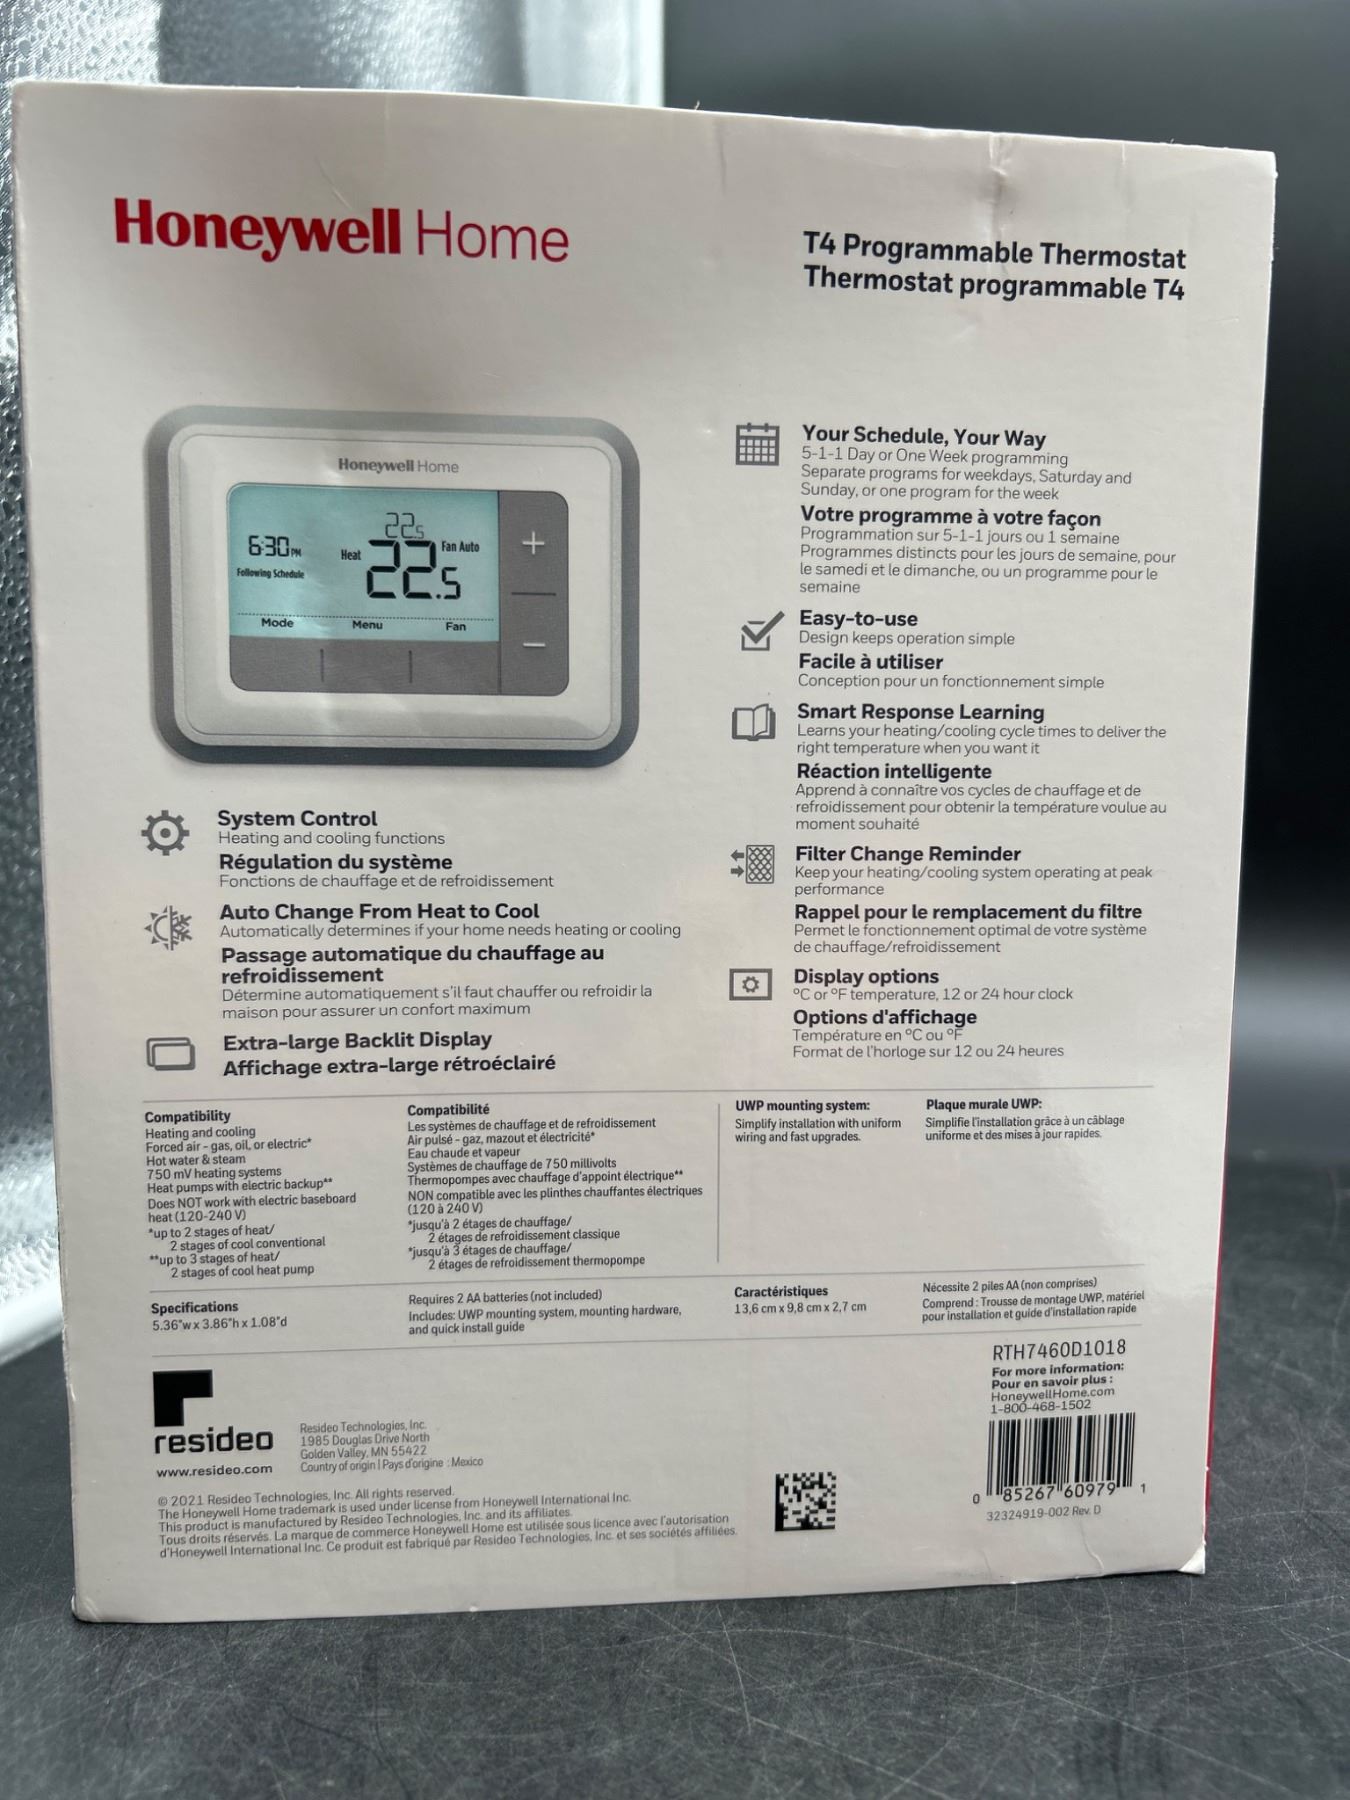 Honeywell Home
T4 Programmable Thermostat
Thermostat programmable T4
Honeywell Home
6:30 PM
Following Schedule
Heat
22.5
22.5
Fan Auto
+
−
Mode
Menu
Fan
System Control
Heating and cooling functions
Régulation du système
Fonctions de chauffage et de refroidissement
Auto Change From Heat to Cool
Automatically determines if your home needs heating or cooling
Passage automatique du chauffage au
refroidissement
Détermine automatiquement s'il faut chauffer ou refroidir la
maison pour assurer un confort maximum
Extra-large Backlit Display
Affichage extra-large rétroéclairé
Your Schedule, Your Way
5-1-1 Day or One Week programming
Separate programs for weekdays, Saturday and
Sunday, or one program for the week
Votre programme à votre façon
Programmation sur 5-1-1 jours ou 1 semaine
Programmes distincts pour les jours de semaine, pour
le samedi et le dimanche, ou un programme pour le
semaine
Easy-to-use
Design keeps operation simple
Facile à utiliser
Conception pour un fonctionnement simple
Smart Response Learning
Learns your heating/cooling cycle times to deliver the
right temperature when you want it
Réaction intelligente
Apprend à connaître vos cycles de chauffage et de
refroidissement pour obtenir la température voulue au
moment souhaité
Filter Change Reminder
Keep your heating/cooling system operating at peak
performance
Rappel pour le remplacement du filtre
Permet le fonctionnement optimal de votre système
de chauffage/refroidissement
Display options
°C or °F temperature, 12 or 24 hour clock
Options d'affichage
Température en °C ou °F
Format de l'horloge sur 12 ou 24 heures
Compatibility
Heating and cooling
Forced air - gas, oil, or electric*
Hot water & steam
750 mV heating systems
Heat pumps with electric backup**
Does NOT work with electric baseboard
heat (120-240 V)
*up to 2 stages of heat/
2 stages of cool conventional
**up to 3 stages of heat/
2 stages of cool heat pump
Compatibilité
Les systèmes de chauffage et de refroidissement
Air pulsé - gaz, mazout et électricité*
Eau chaude et vapeur
Systèmes de chauffage de 750 millivolts
Thermopompes avec chauffage d'appoint électrique**
NON compatible avec les plinthes chauffantes électriques
(120 à 240 V)
*jusqu'à 2 étages de chauffage/
2 étages de refroidissement classique
*jusqu'à 3 étages de chauffage/
2 étages de refroidissement thermopompe
UWP mounting system:
Simplify installation with uniform
wiring and fast upgrades.
Plaque murale UWP:
Simplifie l'installation grâce à un câblage
uniforme et des mises à jour rapides.
Specifications
5.36"w x 3.86"h x 1.08"d
Requires 2 AA batteries (not included)
Includes: UWP mounting system, mounting hardware,
and quick install guide
Caractéristiques
13,6 cm x 9,8 cm x 2,7 cm
Nécessite 2 piles AA (non comprises)
Comprend : Trousse de montage UWP, matériel
pour installation et guide d'installation rapide
resideo
www.resideo.com
Resideo Technologies, Inc.
1985 Douglas Drive North
Golden Valley, MN 55422
Country of origin | Pays d'origine : Mexico
© 2021 Resideo Technologies, Inc. All rights reserved.
The Honeywell Home trademark is used under license from Honeywell International Inc.
This product is manufactured by Resideo Technologies, Inc. and its affiliates.
Tous droits réservés. La marque de commerce Honeywell Home est utilisée sous licence avec l'autorisation
d'Honeywell International Inc. Ce produit est fabriqué par Resideo Technologies, Inc. et ses sociétés affiliées.
RTH7460D1018
For more information:
Pour en savoir plus :
HoneywellHome.com
1-800-468-1502
0 85267 60979 1
32324919-002 Rev. D